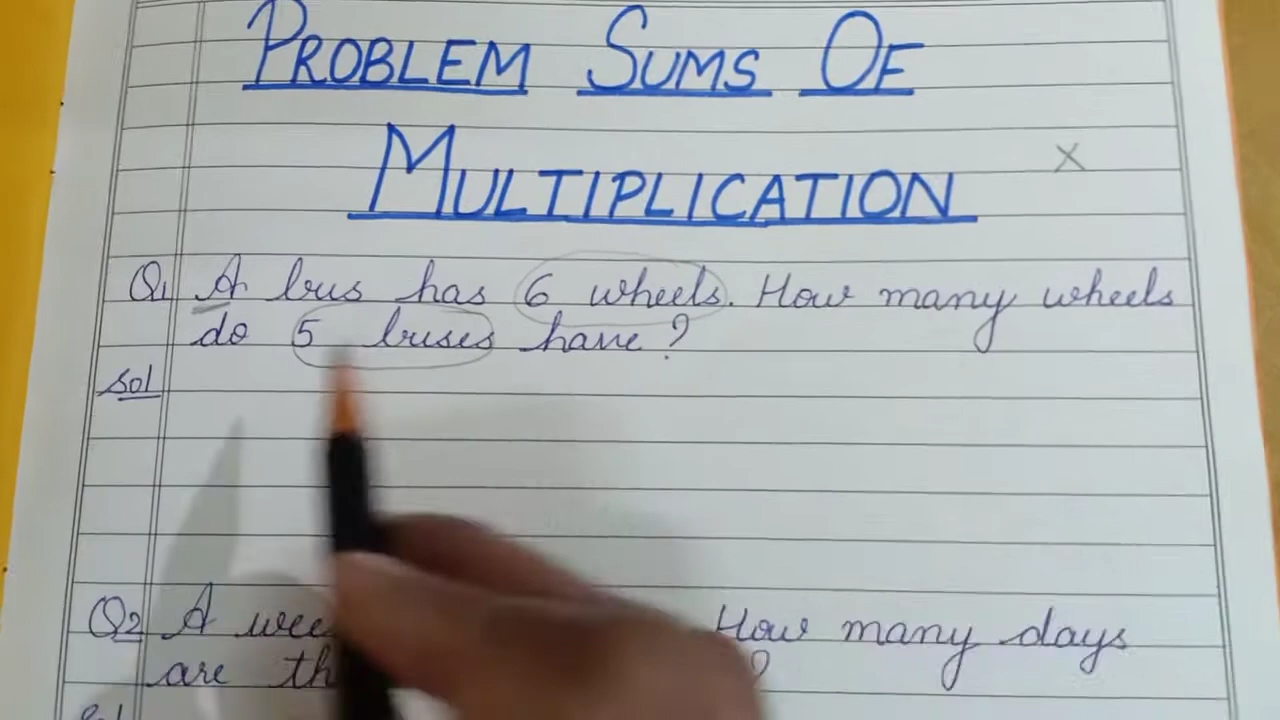 PROBLEM SUMS OF
MULTIPLICATION ×
Q1 A bus has 6 wheels. How many wheels
do 5 buses have?
Sol
Q2 A How many days
are ?